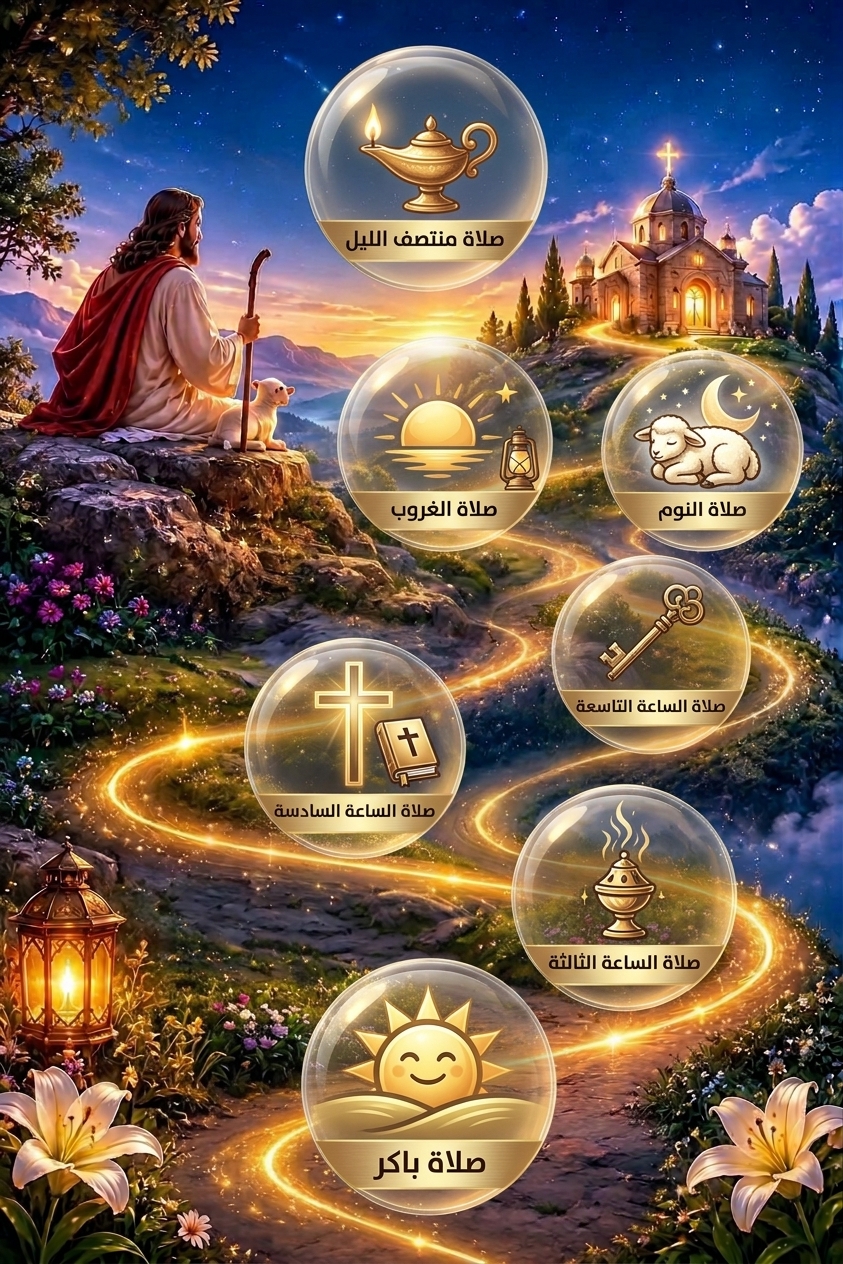 صلاة منتصف الليل
صلاة الغروب
صلاة النوم
صلاة الساعة التاسعة
صلاة الساعة السادسة
صلاة الساعة الثالثة
صلاة باكر